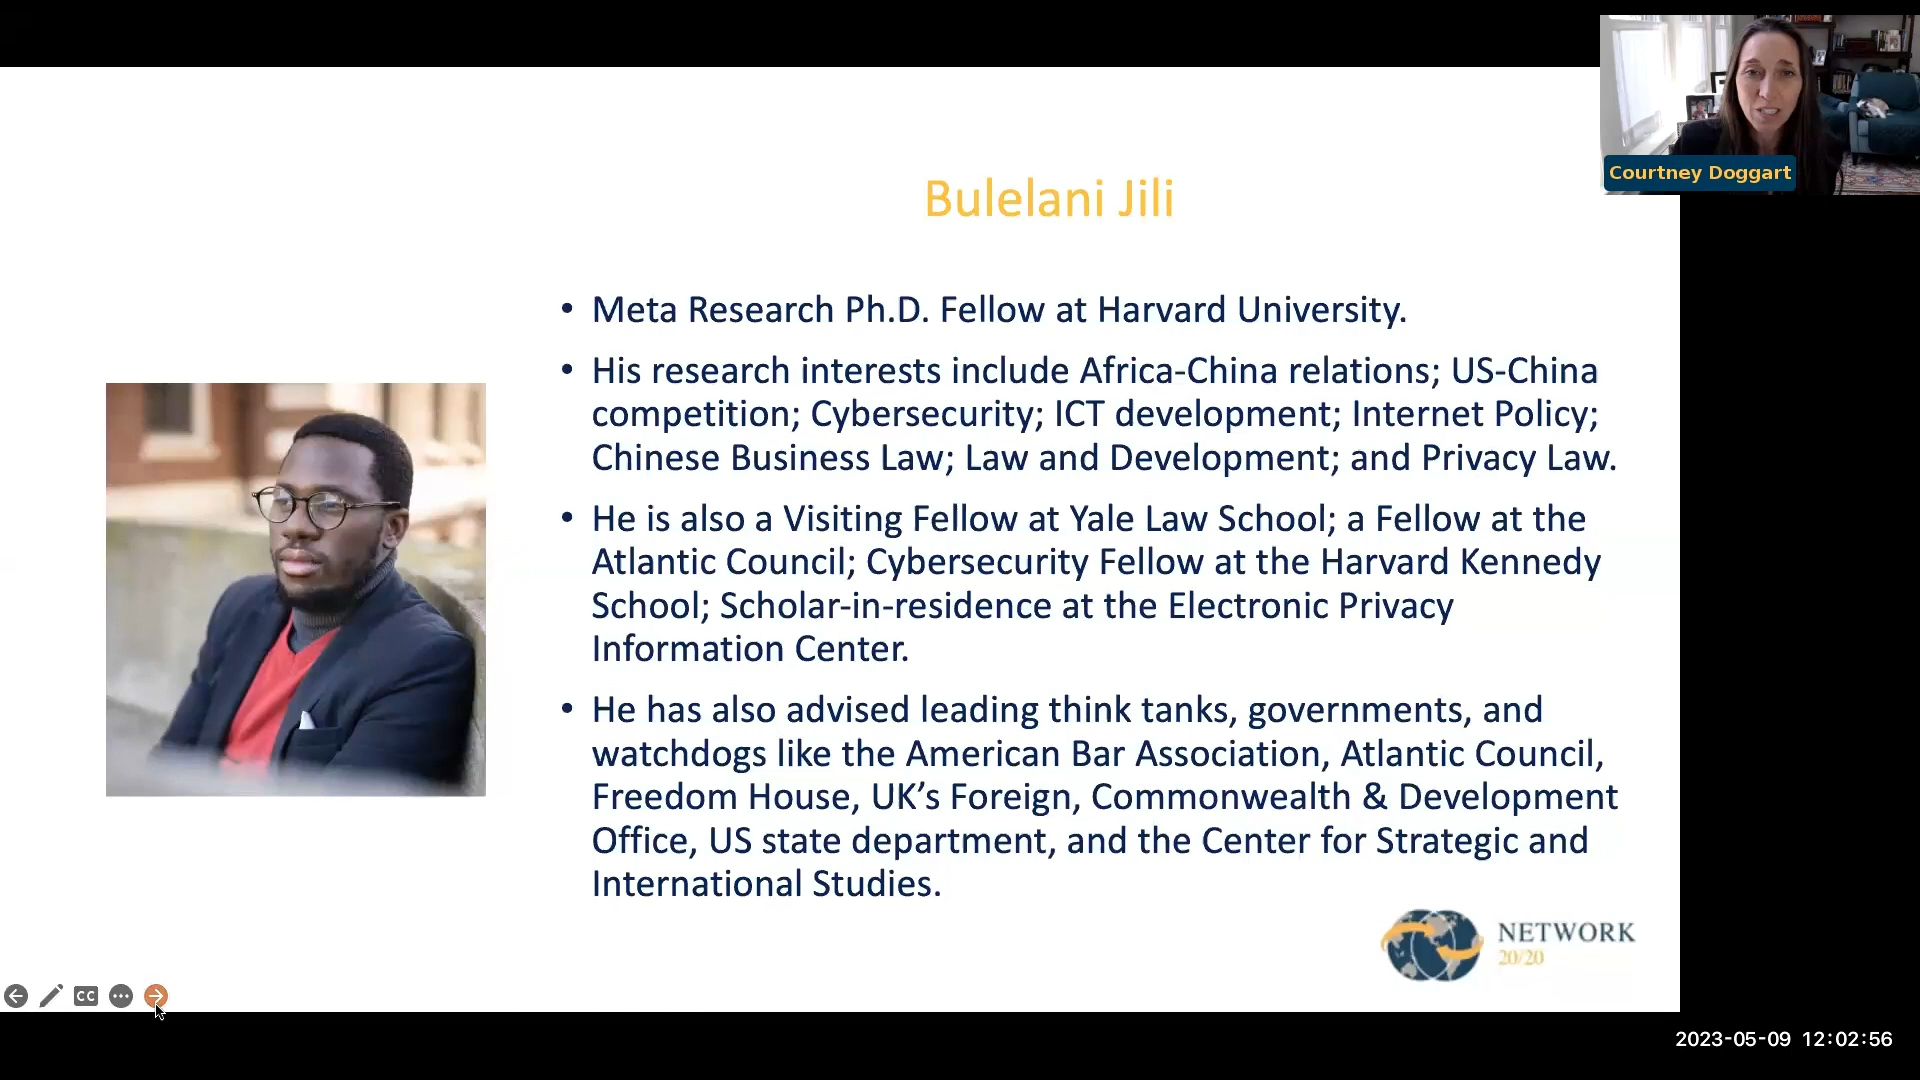 Courtney Doggart
Bulelani Jili
• Meta Research Ph.D. Fellow at Harvard University.
• His research interests include Africa-China relations; US-China
competition; Cybersecurity; ICT development; Internet Policy;
Chinese Business Law; Law and Development; and Privacy Law.
• He is also a Visiting Fellow at Yale Law School; a Fellow at the
Atlantic Council; Cybersecurity Fellow at the Harvard Kennedy
School; Scholar-in-residence at the Electronic Privacy
Information Center.
• He has also advised leading think tanks, governments, and
watchdogs like the American Bar Association, Atlantic Council,
Freedom House, UK’s Foreign, Commonwealth & Development
Office, US state department, and the Center for Strategic and
International Studies.
NETWORK
20/20
CC
2023-05-09 12:02:56